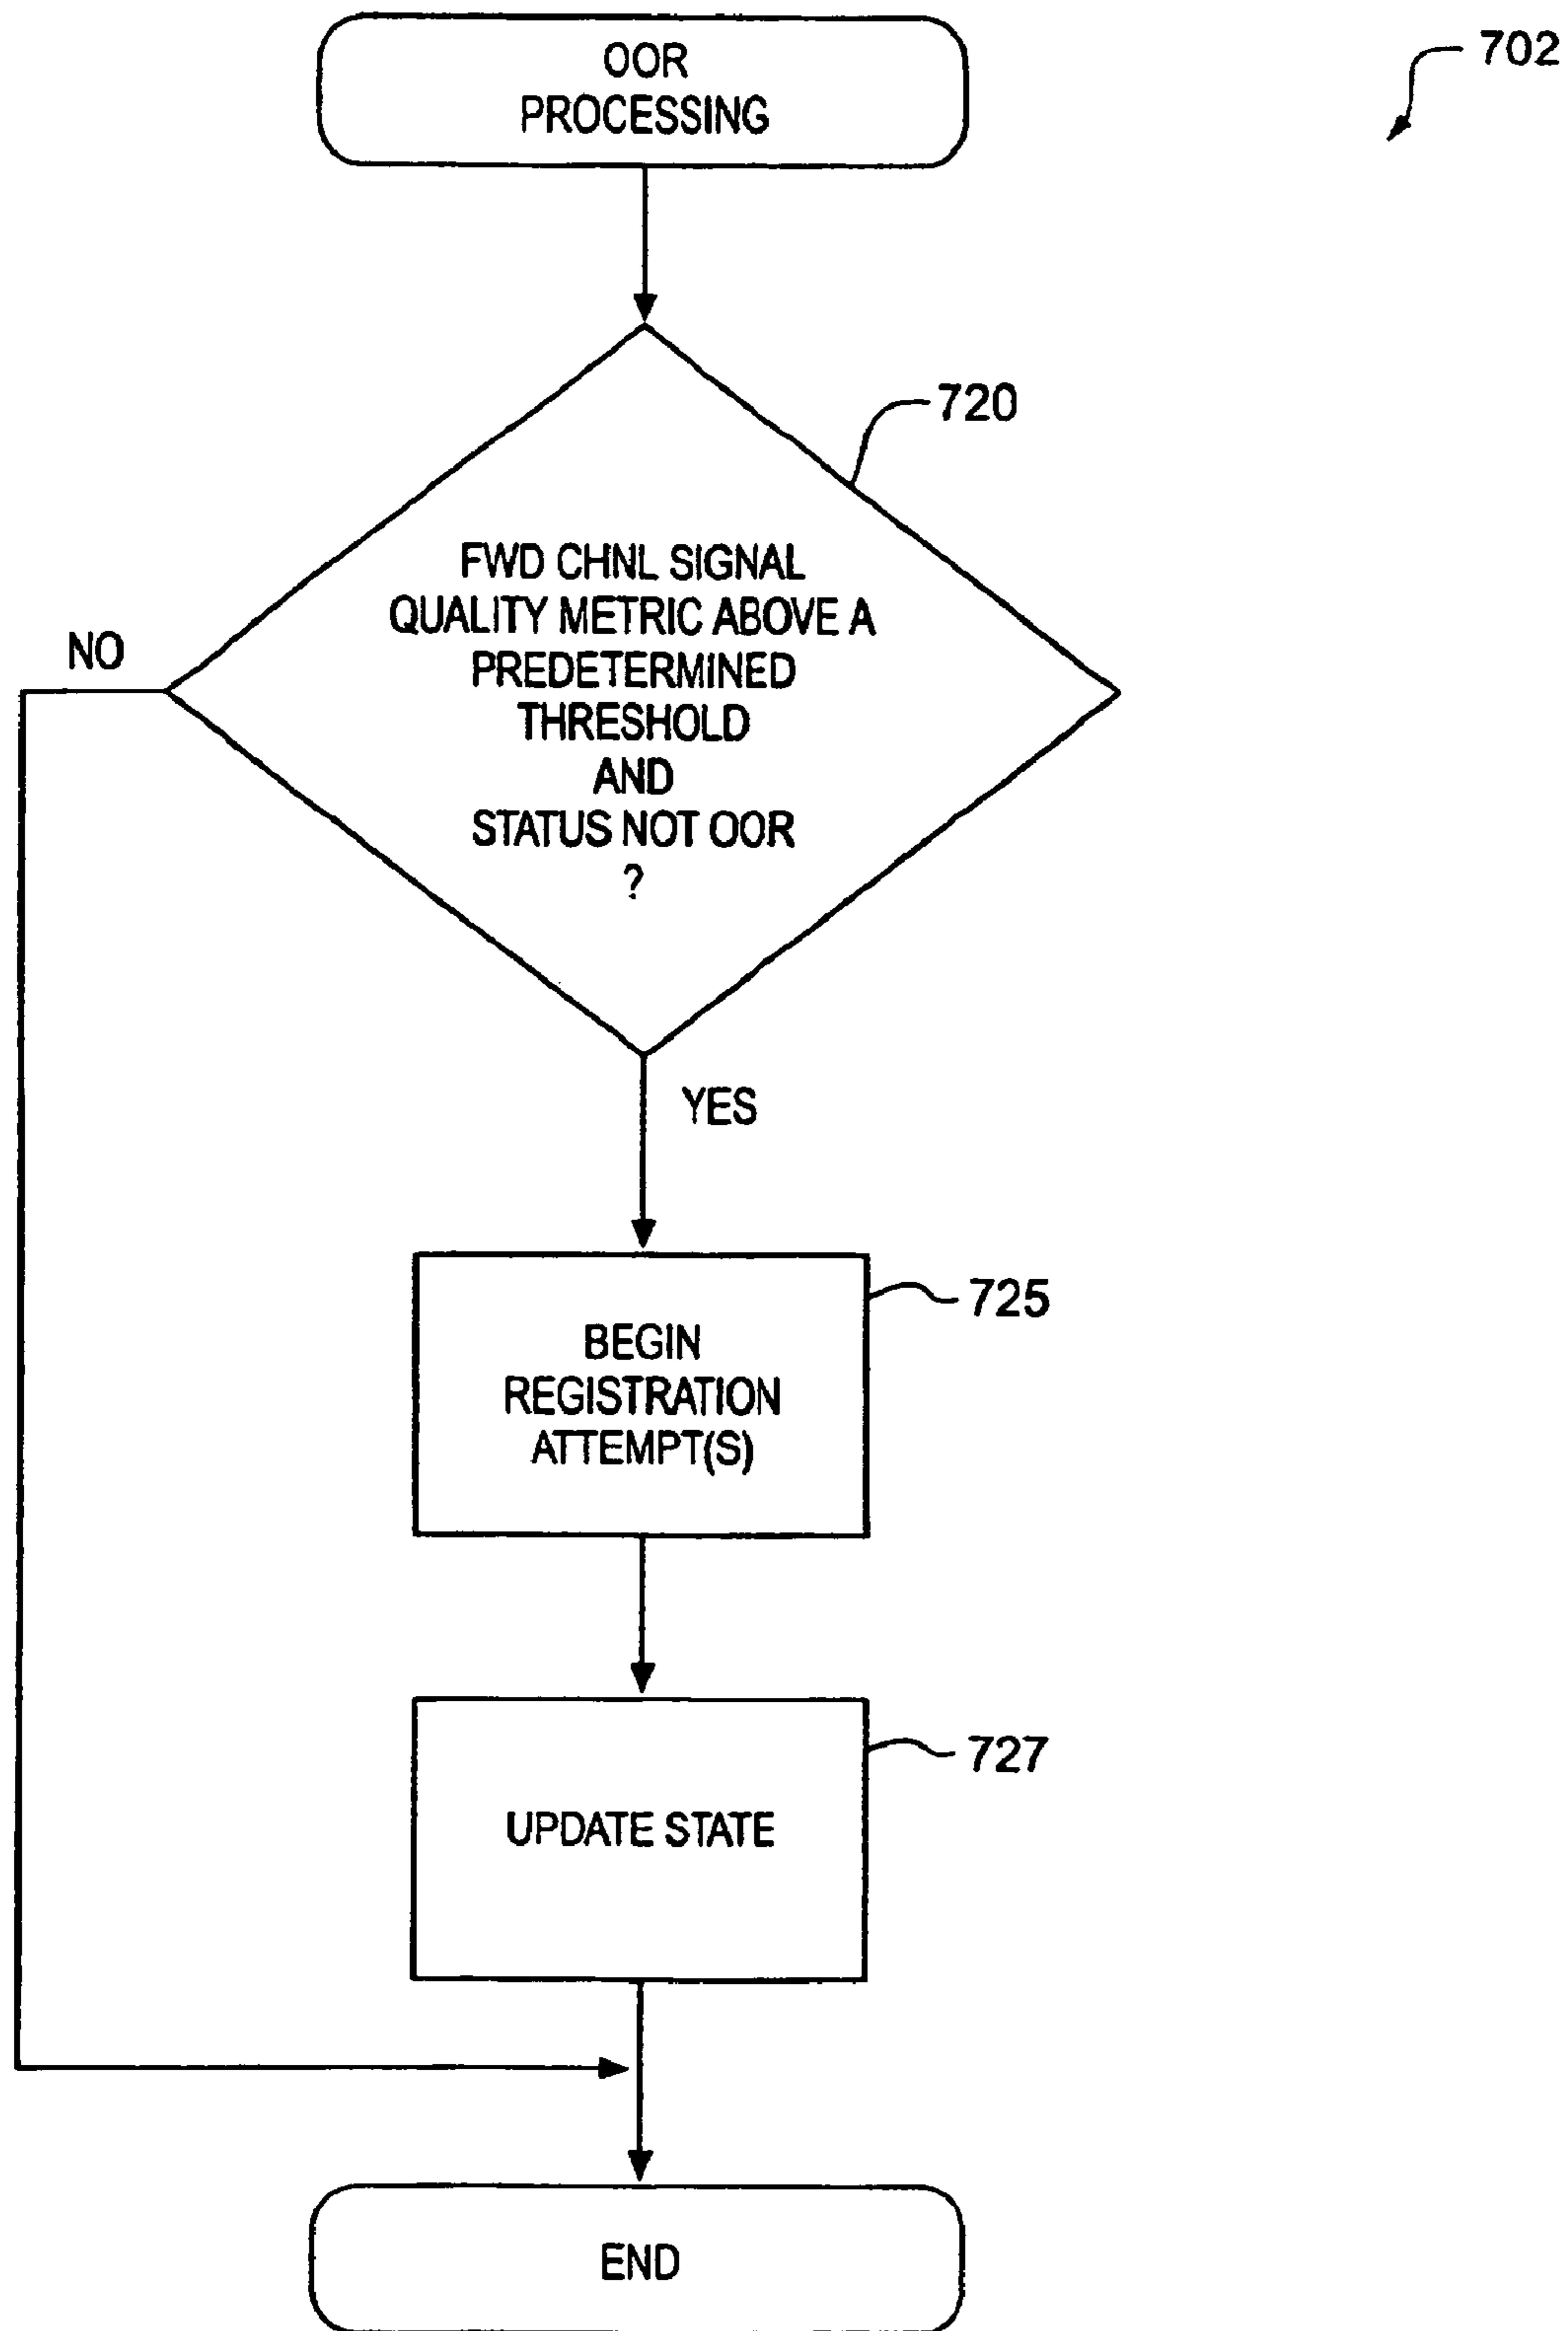 OOR
PROCESSING
702
720
FWD CHNL SIGNAL
QUALITY METRIC ABOVE A
PREDETERMINED
THRESHOLD
AND
STATUS NOT OOR
?
NO
YES
725
BEGIN
REGISTRATION
ATTEMPT(S)
727
UPDATE STATE
END